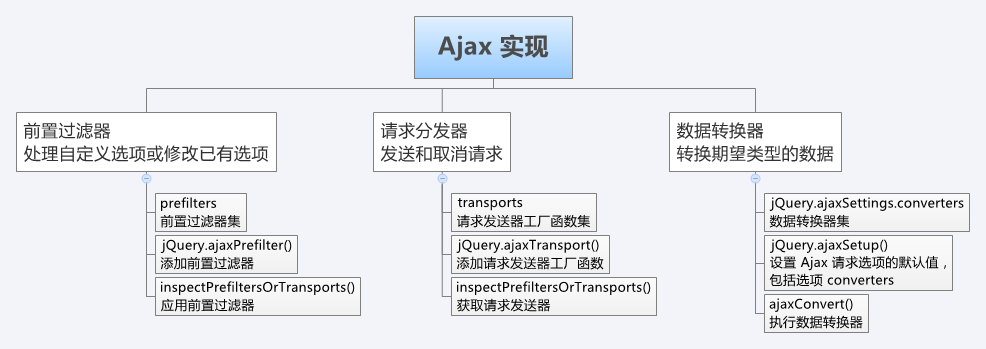 Ajax 实现
前置过滤器
处理自定义选项或修改已有选项
prefilters
前置过滤器集
jQuery.ajaxPrefilter()
添加前置过滤器
inspectPrefiltersOrTransports()
应用前置过滤器
请求分发器
发送和取消请求
transports
请求发送器工厂函数集
jQuery.ajaxTransport()
添加请求发送器工厂函数
inspectPrefiltersOrTransports()
获取请求发送器
数据转换器
转换期望类型的数据
jQuery.ajaxSettings.converters
数据转换器集
jQuery.ajaxSetup()
设置 Ajax 请求选项的默认值，
包括选项 converters
ajaxConvert()
执行数据转换器